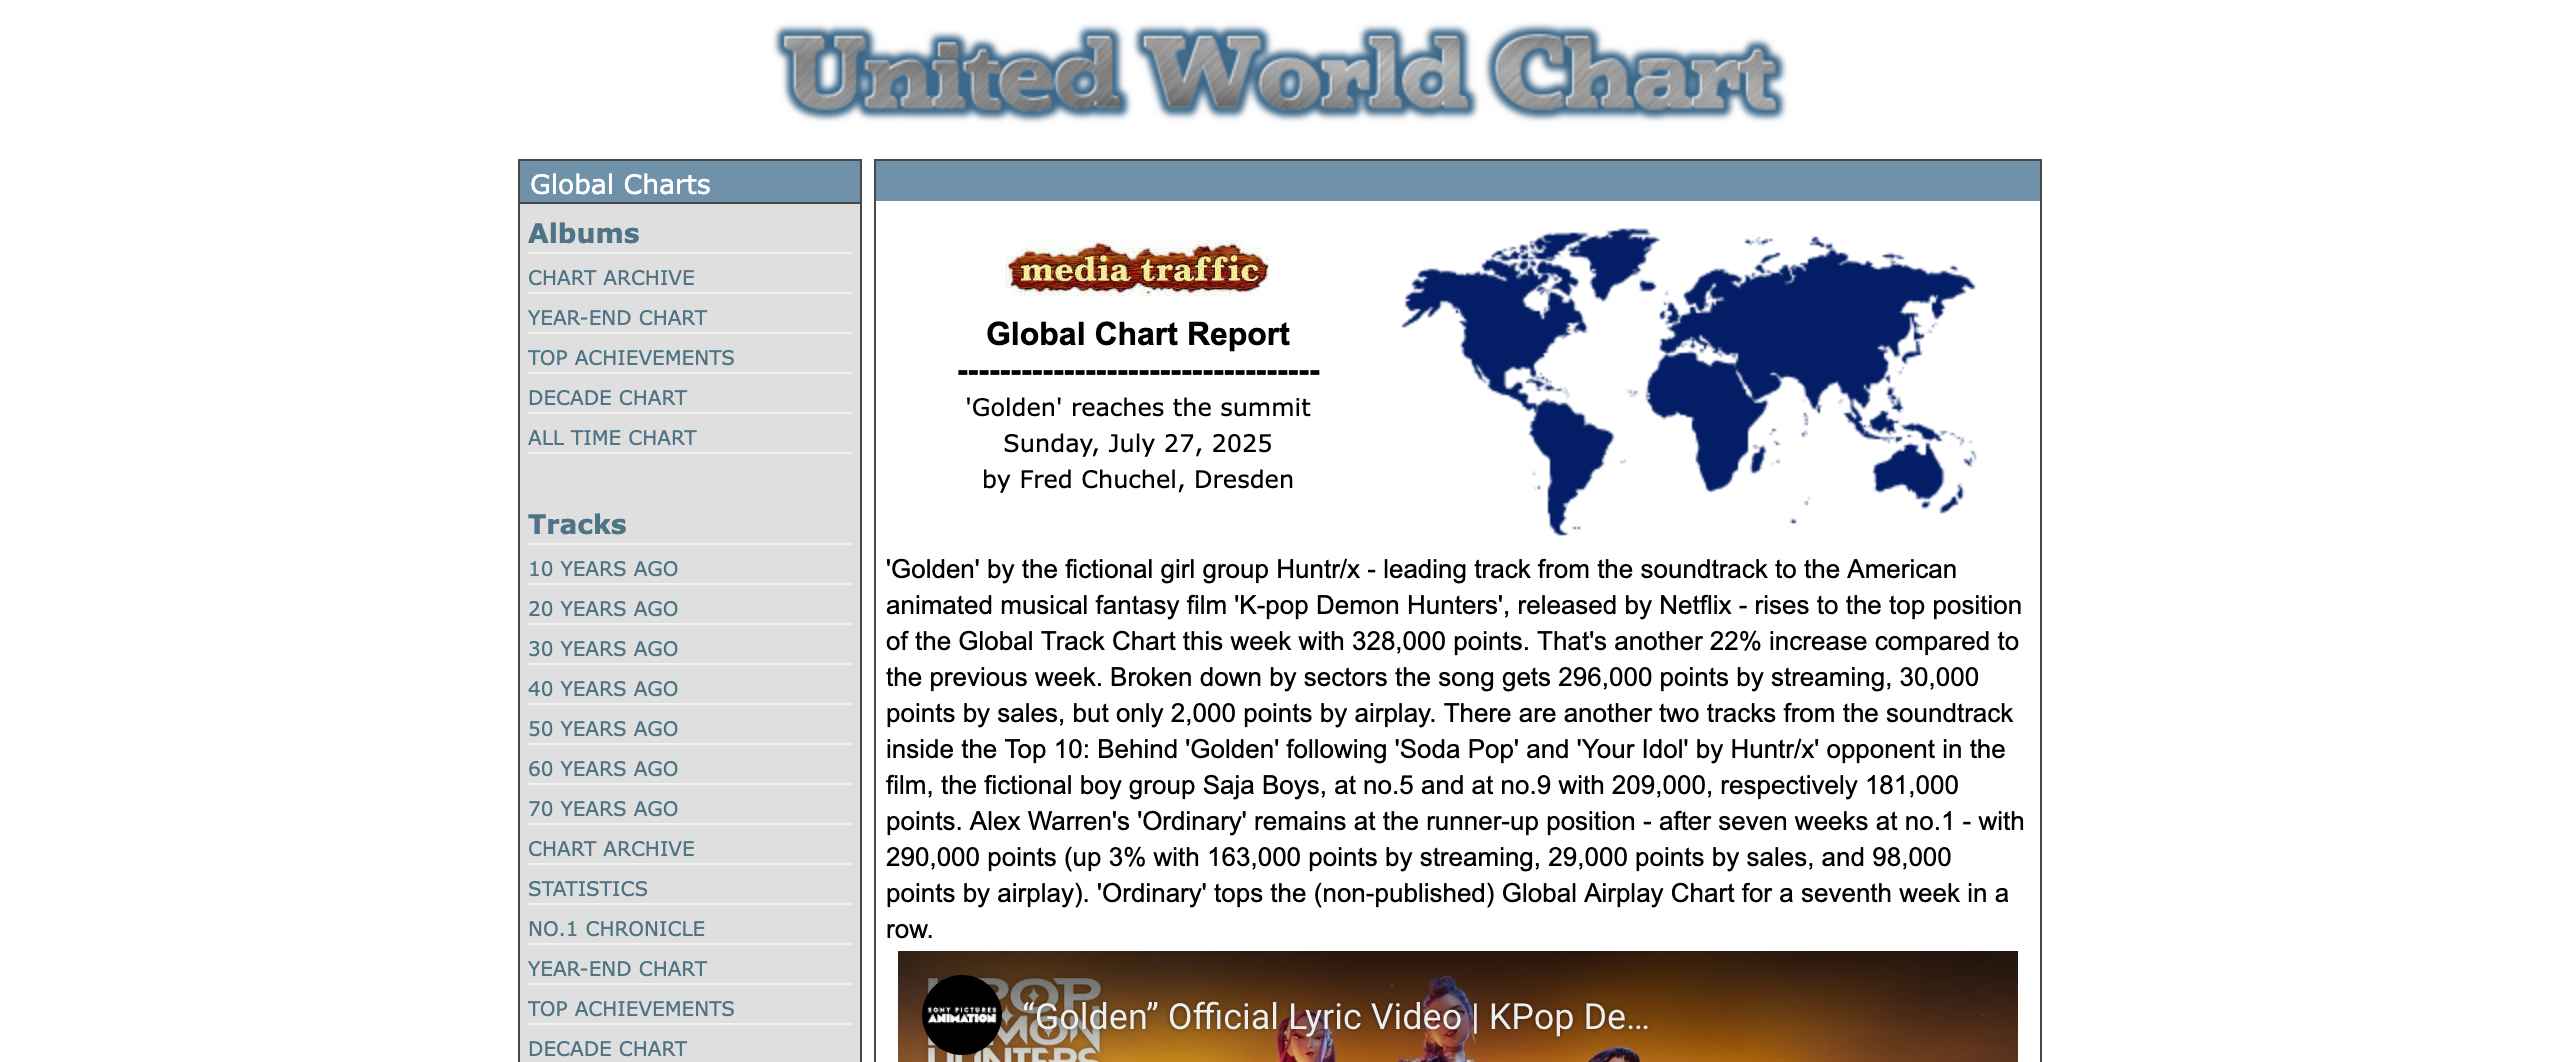 United World Chart
Global Charts
Albums
CHART ARCHIVE
YEAR-END CHART
TOP ACHIEVEMENTS
DECADE CHART
ALL TIME CHART
Tracks
10 YEARS AGO
20 YEARS AGO
30 YEARS AGO
40 YEARS AGO
50 YEARS AGO
60 YEARS AGO
70 YEARS AGO
CHART ARCHIVE
STATISTICS
NO.1 CHRONICLE
YEAR-END CHART
TOP ACHIEVEMENTS
DECADE CHART
media traffic
Global Chart Report
----------------------------------
'Golden' reaches the summit
Sunday, July 27, 2025
by Fred Chuchel, Dresden
'Golden' by the fictional girl group Huntr/x - leading track from the soundtrack to the American
animated musical fantasy film 'K-pop Demon Hunters', released by Netflix - rises to the top position
of the Global Track Chart this week with 328,000 points. That's another 22% increase compared to
the previous week. Broken down by sectors the song gets 296,000 points by streaming, 30,000
points by sales, but only 2,000 points by airplay. There are another two tracks from the soundtrack
inside the Top 10: Behind 'Golden' following 'Soda Pop' and 'Your Idol' by Huntr/x' opponent in the
film, the fictional boy group Saja Boys, at no.5 and at no.9 with 209,000, respectively 181,000
points. Alex Warren's 'Ordinary' remains at the runner-up position - after seven weeks at no.1 - with
290,000 points (up 3% with 163,000 points by streaming, 29,000 points by sales, and 98,000
points by airplay). 'Ordinary' tops the (non-published) Global Airplay Chart for a seventh week in a
row.
SONY PICTURES
ANIMATION
“Golden” Official Lyric Video | KPop De...
HUNTERS